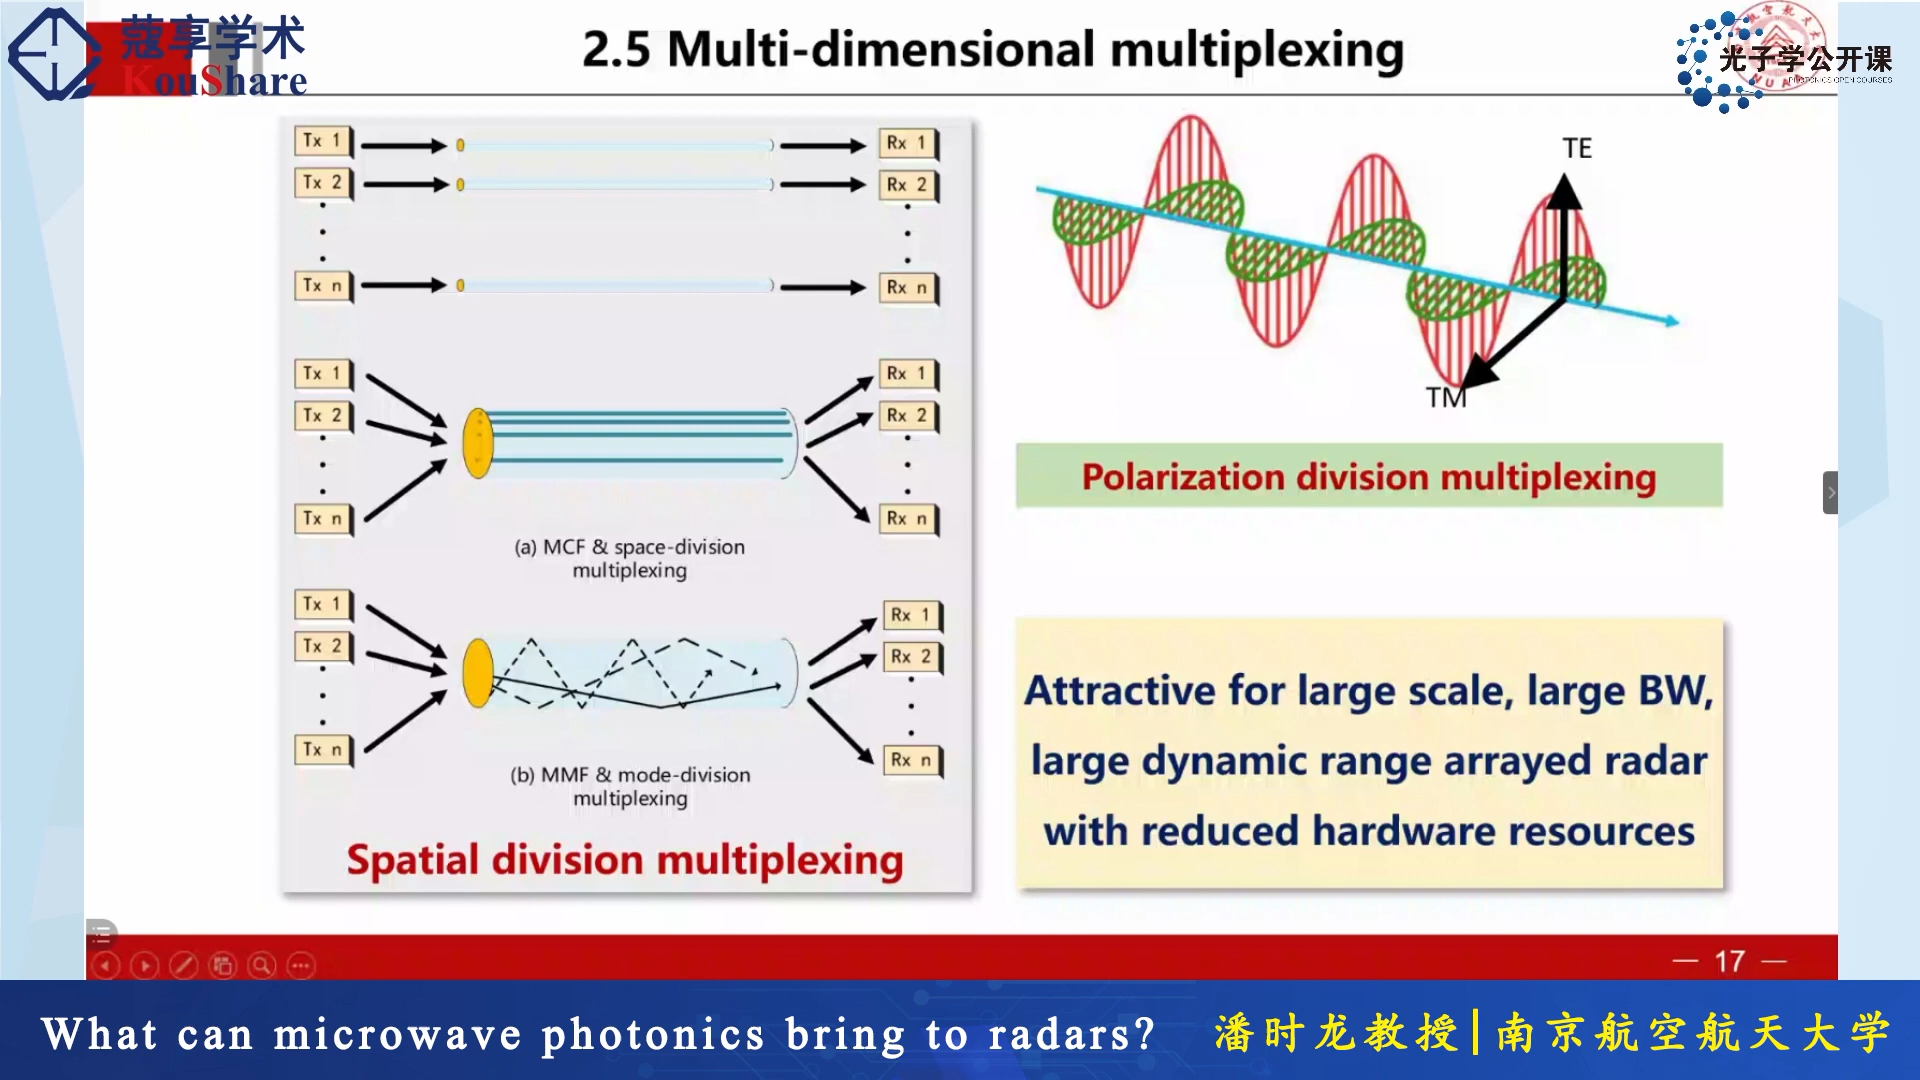 蔻享学术
KouShare
2.5 Multi-dimensional multiplexing
光子学公开课
PHOTONICS OPEN COURSES
Tx 1
Rx 1
Tx 2
Rx 2
Tx n
Rx n
Tx 1
Rx 1
Tx 2
Rx 2
Tx n
Rx n
(a) MCF & space-division
multiplexing
Tx 1
Rx 1
Tx 2
Rx 2
Tx n
Rx n
(b) MMF & mode-division
multiplexing
Spatial division multiplexing
TE
TM
Polarization division multiplexing
Attractive for large scale, large BW,
large dynamic range arrayed radar
with reduced hardware resources
— 17 —
What can microwave photonics bring to radars?
潘时龙教授|南京航空航天大学